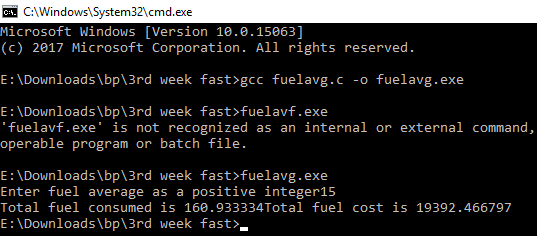 C:\Windows\System32\cmd.exe
Microsoft Windows [Version 10.0.15063]
(c) 2017 Microsoft Corporation. All rights reserved.
E:\Downloads\bp\3rd week fast>gcc fuelavg.c -o fuelavg.exe
E:\Downloads\bp\3rd week fast>fuelavf.exe
'fuelavf.exe' is not recognized as an internal or external command,
operable program or batch file.
E:\Downloads\bp\3rd week fast>fuelavg.exe
Enter fuel average as a positive integer15
Total fuel consumed is 160.933334Total fuel cost is 19392.466797
E:\Downloads\bp\3rd week fast>